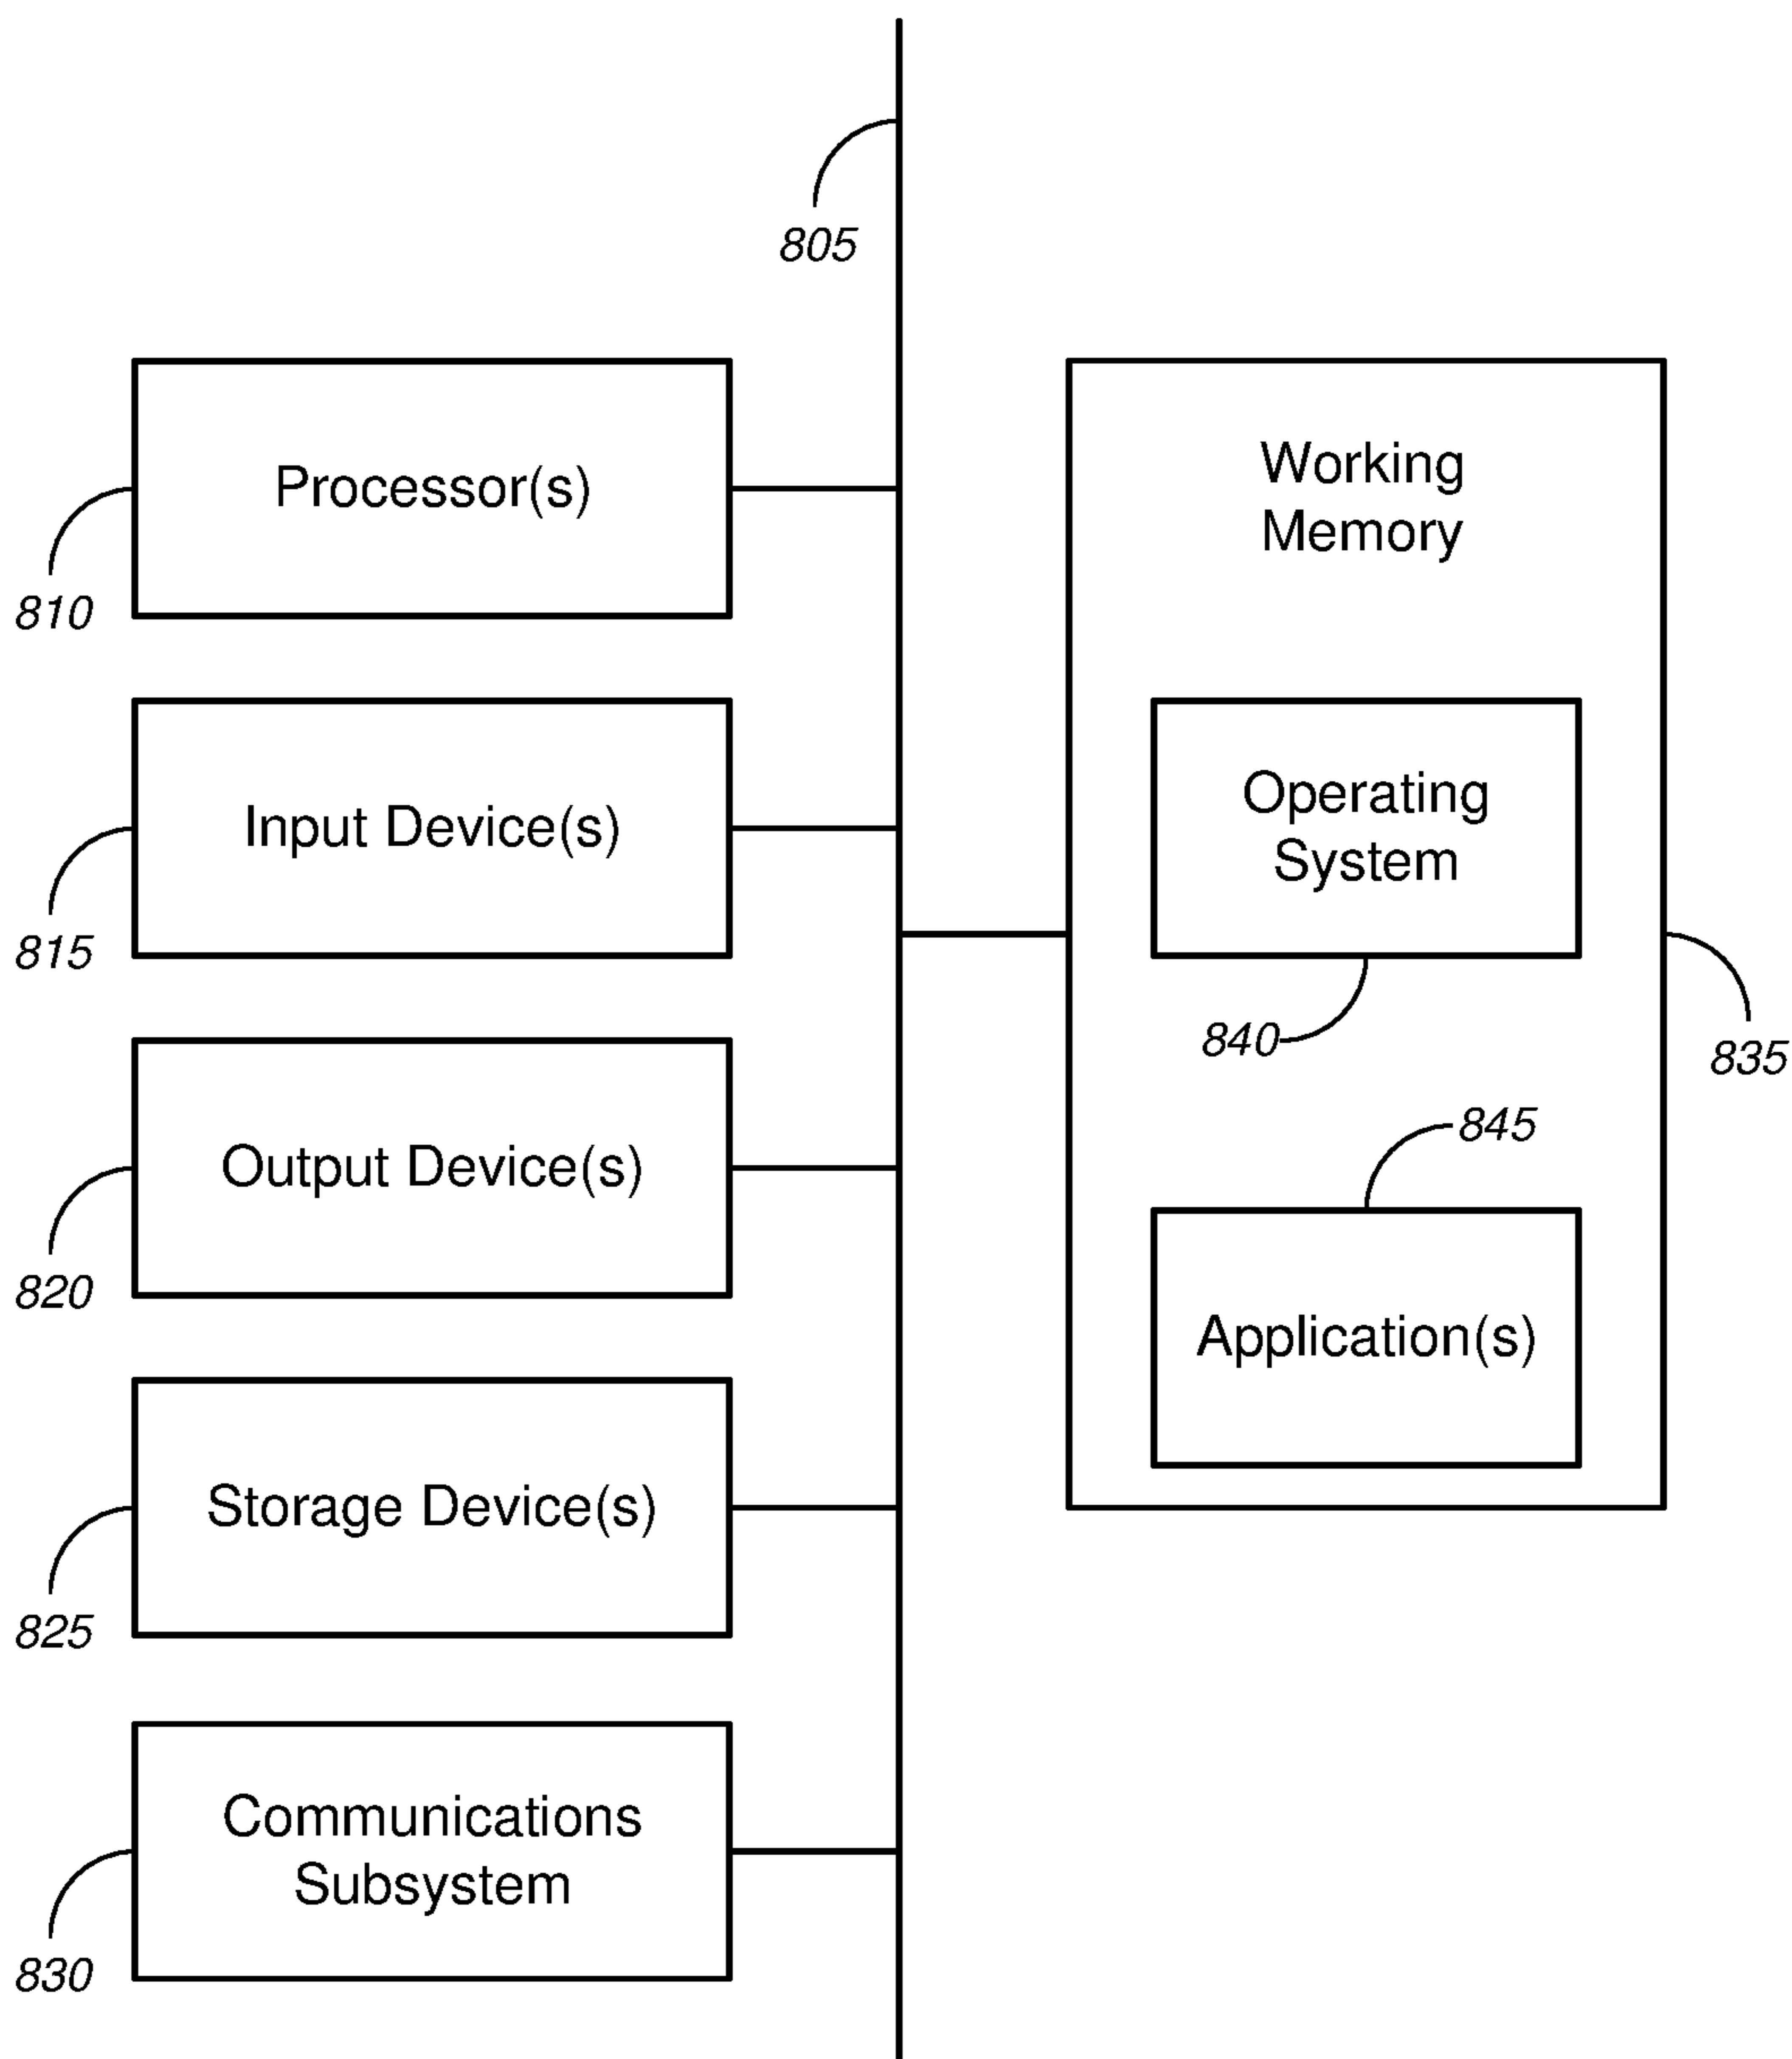 805
Processor(s)
810
Input Device(s)
815
Output Device(s)
820
Storage Device(s)
825
Communications
Subsystem
830
Working
Memory
Operating
System
840
835
845
Application(s)